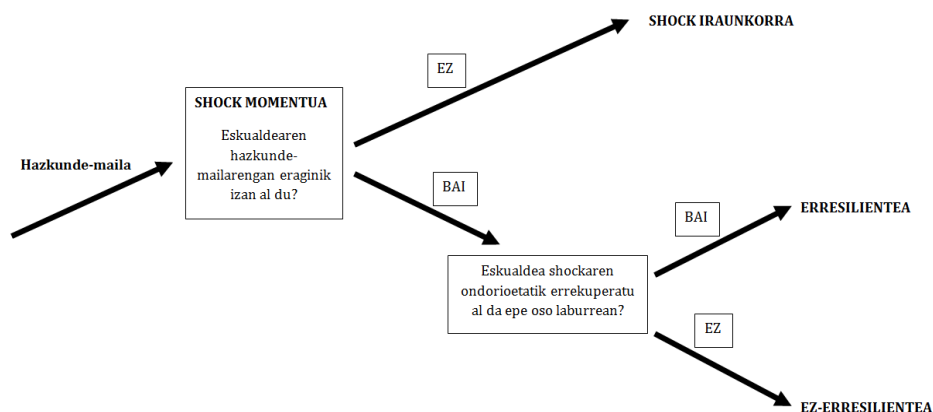 SHOCK IRAUNKORRA
EZ
SHOCK MOMENTUA
Eskualdearen
hazkunde-
mailarengan eraginik
izan al du?
Hazkunde-maila
BAI
BAI
ERRESILIENTEA
Eskualdea shockaren
ondorioetatik errekuperatu
al da epe oso laburrean?
EZ
EZ-ERRESILIENTEA